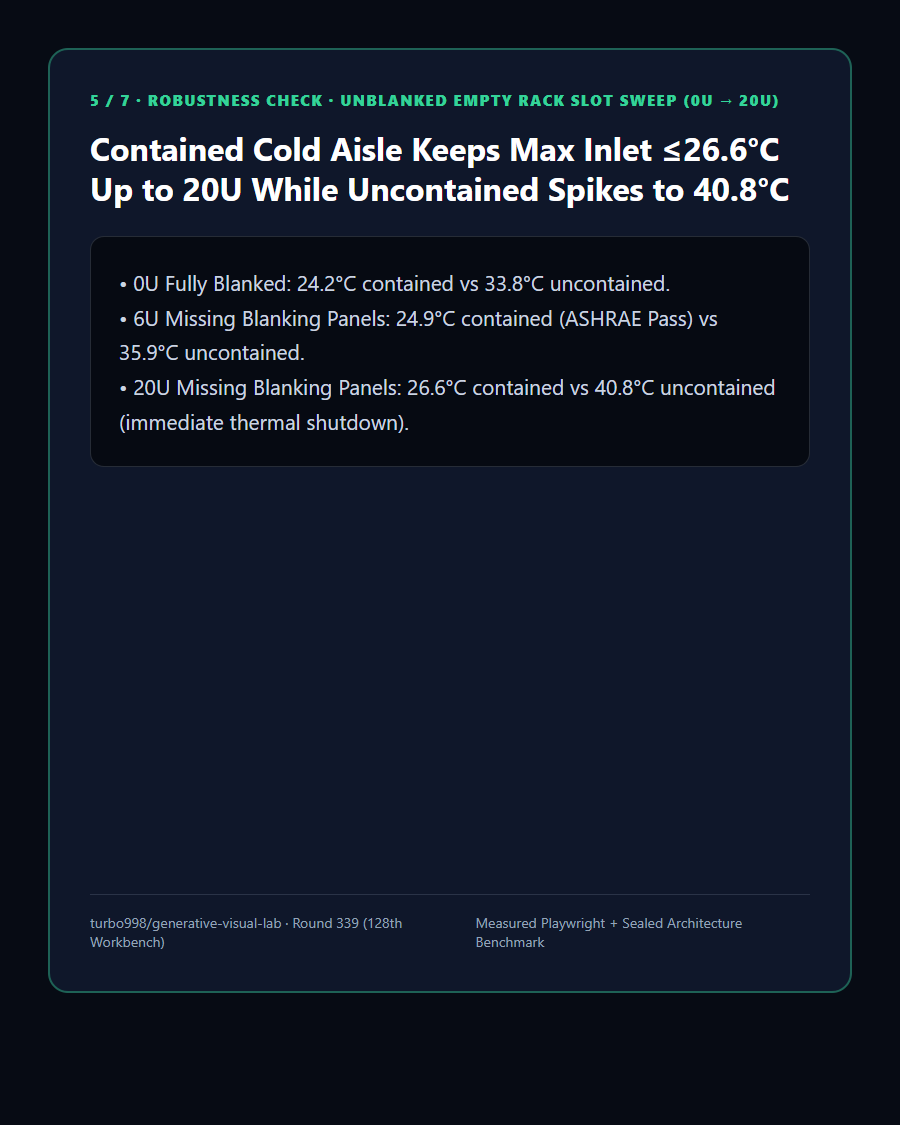 5 / 7 · ROBUSTNESS CHECK · UNBLANKED EMPTY RACK SLOT SWEEP (0U → 20U)
Contained Cold Aisle Keeps Max Inlet ≤26.6°C
Up to 20U While Uncontained Spikes to 40.8°C
• 0U Fully Blanked: 24.2°C contained vs 33.8°C uncontained.
• 6U Missing Blanking Panels: 24.9°C contained (ASHRAE Pass) vs
35.9°C uncontained.
• 20U Missing Blanking Panels: 26.6°C contained vs 40.8°C uncontained
(immediate thermal shutdown).
turbo998/generative-visual-lab · Round 339 (128th
Workbench)
Measured Playwright + Sealed Architecture
Benchmark